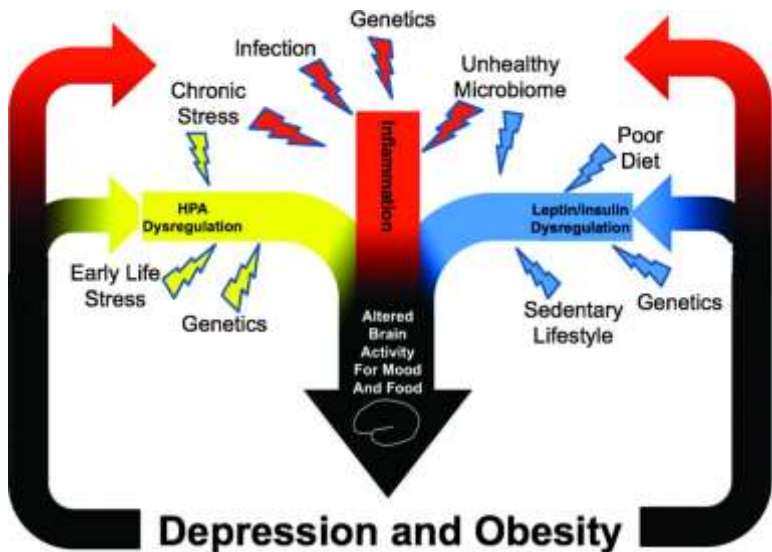 Genetics
Infection
Unhealthy
Microbiome
Chronic
Stress
Poor
Diet
Inflammation
HPA
Dysregulation
Leptin/Insulin
Dysregulation
Early Life
Stress
Genetics
Sedentary
Lifestyle
Genetics
Altered
Brain
Activity
For Mood
And Food
Depression and Obesity